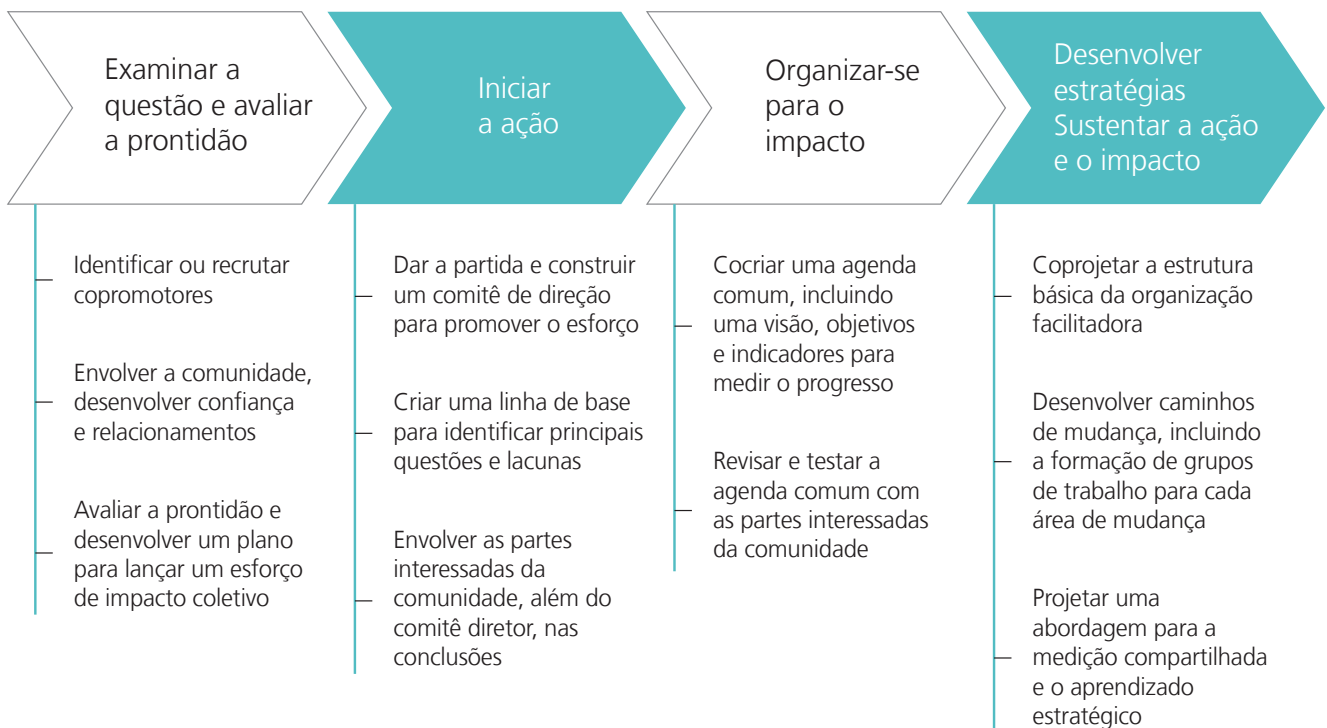 Examinar a
questão e avaliar
a prontidão
Iniciar
a ação
Organizar-se
para o
impacto
Desenvolver
estratégias
Sustentar a ação
e o impacto
Identificar ou recrutar
copromotores
Envolver a comunidade,
desenvolver confiança
e relacionamentos
Avaliar a prontidão e
desenvolver um plano
para lançar um esforço
de impacto coletivo
Dar a partida e construir
um comitê de direção
para promover o esforço
Criar uma linha de base
para identificar principais
questões e lacunas
Envolver as partes
interessadas da
comunidade, além do
comitê diretor, nas
conclusões
Cocriar uma agenda
comum, incluindo
uma visão, objetivos
e indicadores para
medir o progresso
Revisar e testar a
agenda comum com
as partes interessadas
da comunidade
Coprojetar a estrutura
básica da organização
facilitadora
Desenvolver caminhos
de mudança, incluindo
a formação de grupos
de trabalho para cada
área de mudança
Projetar uma
abordagem para a
medição compartilhada
e o aprendizado
estratégico